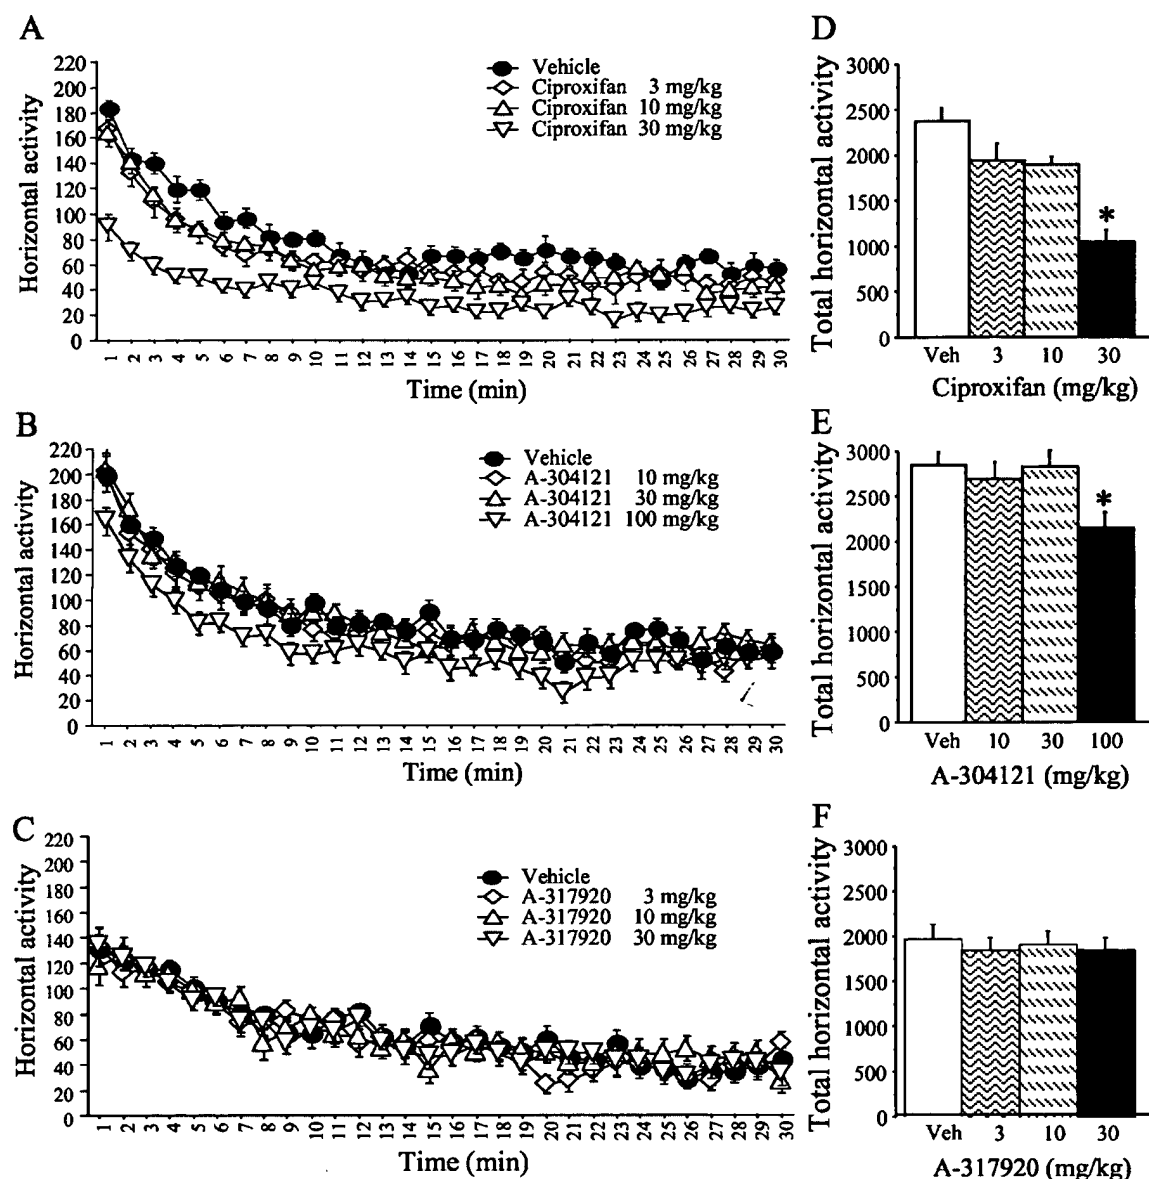 A
Horizontal activity
220
200
180
160
140
120
100
80
60
40
20
0
Vehicle
Ciproxifan 3 mg/kg
Ciproxifan 10 mg/kg
Ciproxifan 30 mg/kg
1 2 3 4 5 6 7 8 9 10 11 12 13 14 15 16 17 18 19 20 21 22 23 24 25 26 27 28 29 30
Time (min)
D
Total horizontal activity
3000
2500
2000
1500
1000
500
0
*
Veh 3 10 30
Ciproxifan (mg/kg)
B
Horizontal activity
220
200
180
160
140
120
100
80
60
40
20
0
Vehicle
A-304121 10 mg/kg
A-304121 30 mg/kg
A-304121 100 mg/kg
1 2 3 4 5 6 7 8 9 10 11 12 13 14 15 16 17 18 19 20 21 22 23 24 25 26 27 28 29 30
Time (min)
E
Total horizontal activity
3000
2500
2000
1500
1000
500
0
*
Veh 10 30 100
A-304121 (mg/kg)
C
Horizontal activity
220
200
180
160
140
120
100
80
60
40
20
0
Vehicle
A-317920 3 mg/kg
A-317920 10 mg/kg
A-317920 30 mg/kg
1 2 3 4 5 6 7 8 9 10 11 12 13 14 15 16 17 18 19 20 21 22 23 24 25 26 27 28 29 30
Time (min)
F
Total horizontal activity
3000
2500
2000
1500
1000
500
0
Veh 3 10 30
A-317920 (mg/kg)